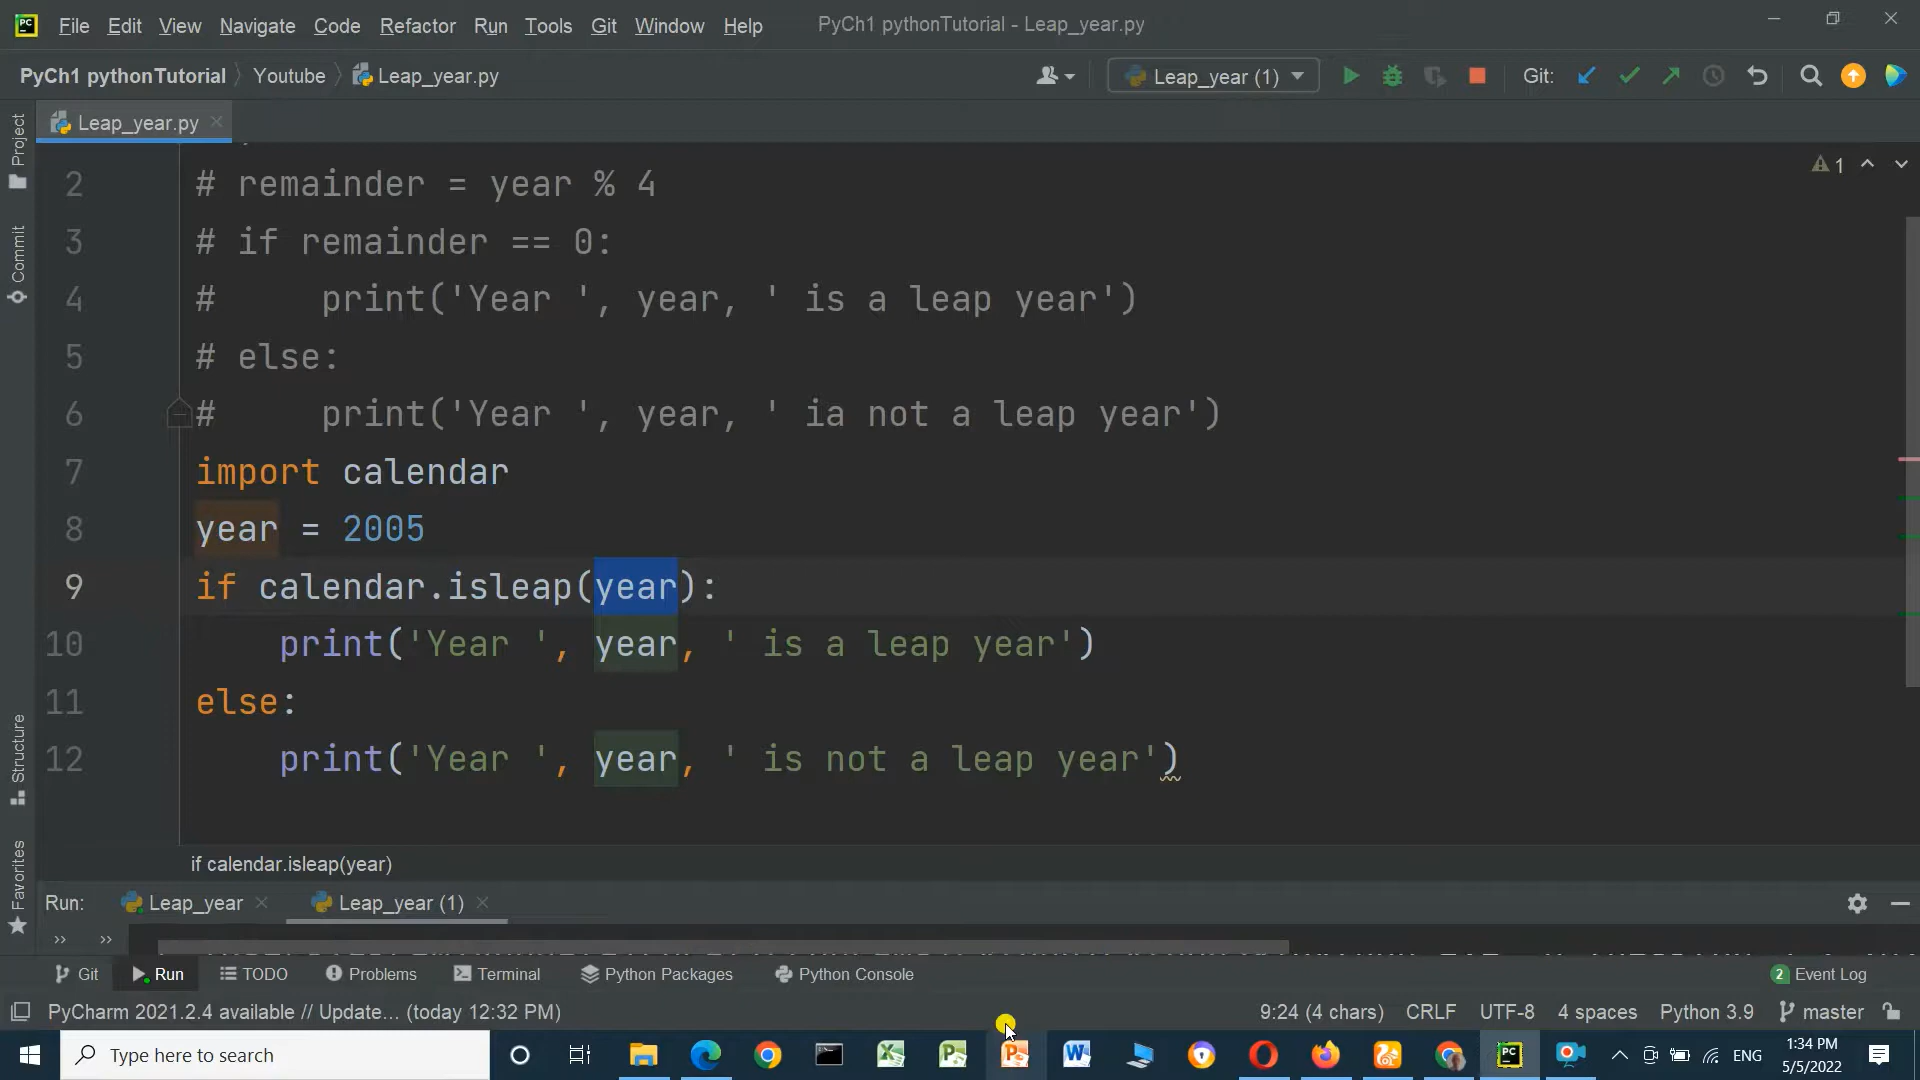 File Edit View Navigate Code Refactor Run Tools Git Window Help PyCh1 pythonTutorial - Leap_year.py
PyCh1 pythonTutorial Youtube Leap_year.py Leap_year (1) Git:
Leap_year.py
Project
Commit
Structure
Favorites
1
2 # remainder = year % 4
3 # if remainder == 0:
4 #     print('Year ', year, ' is a leap year')
5 # else:
6 #     print('Year ', year, ' ia not a leap year')
7 import calendar
8 year = 2005
9 if calendar.isleap(year):
10     print('Year ', year, ' is a leap year')
11 else:
12     print('Year ', year, ' is not a leap year')
if calendar.isleap(year)
Run: Leap_year Leap_year (1)
» »
Git Run TODO Problems Terminal Python Packages Python Console 2 Event Log
PyCharm 2021.2.4 available // Update... (today 12:32 PM) 9:24 (4 chars) CRLF UTF-8 4 spaces Python 3.9 master
Type here to search ENG 1:34 PM
5/5/2022